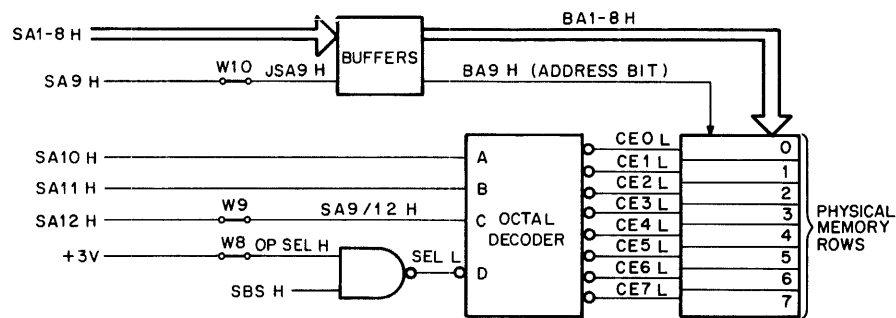 SA1-8 H
BA1-8 H
BUFFERS
W10
JSA9 H
SA9 H
BA9 H (ADDRESS BIT)
SA10 H
A
CE0 L
0
CE1 L
1
SA11 H
B
CE2 L
2
W9
SA9/12 H
SA12 H
C
OCTAL
DECODER
CE3 L
3
CE4 L
4
PHYSICAL
MEMORY
ROWS
W8
OP SEL H
+3V
SEL L
D
CE5 L
5
CE6 L
6
SBS H
CE7 L
7